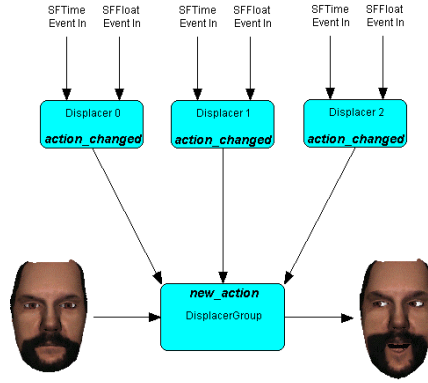 SFTime SFFloat
Event In Event In
SFTime SFFloat
Event In Event In
SFTime SFFloat
Event In Event In
Displacer 0
action_changed
Displacer 1
action_changed
Displacer 2
action_changed
new_action
DisplacerGroup